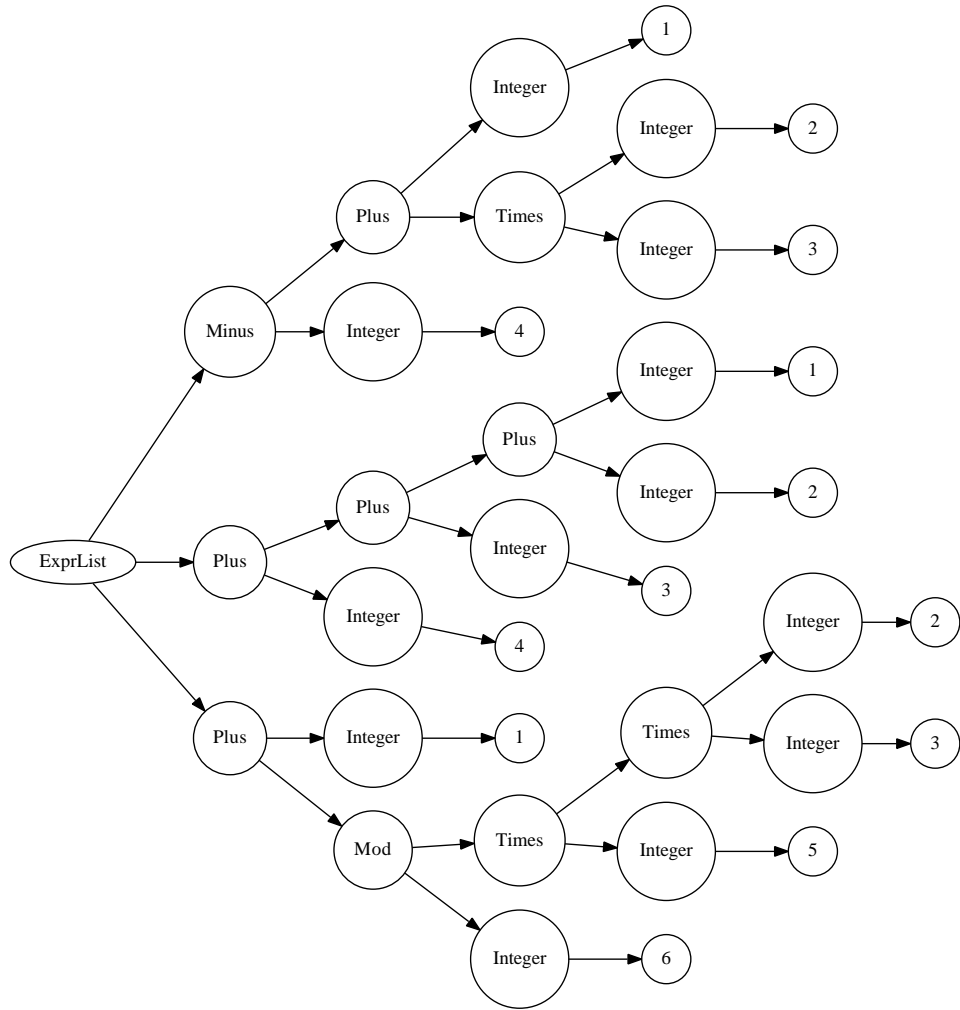 1
Integer
Integer
2
Plus
Times
Integer
3
Minus
Integer
4
Integer
1
Plus
Integer
2
Plus
Integer
3
ExprList
Plus
Integer
4
Integer
2
Plus
Integer
1
Times
Integer
3
Mod
Times
Integer
5
Integer
6